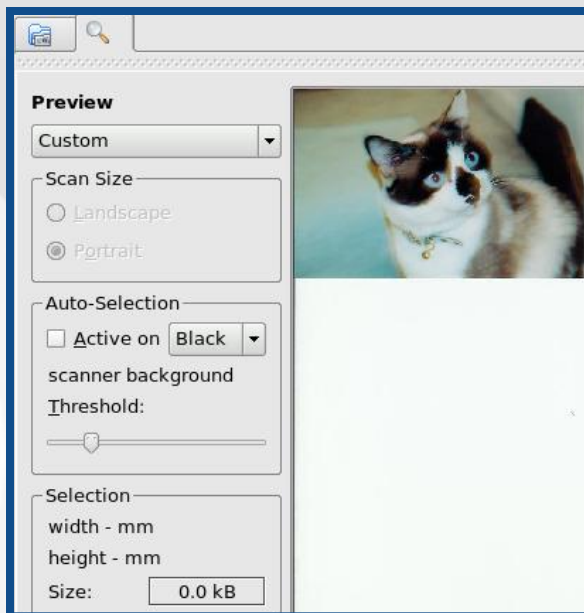 Preview
Custom
Scan Size
Landscape
Portrait
Auto-Selection
Active on Black
scanner background
Threshold:
Selection
width - mm
height - mm
Size: 0.0 kB